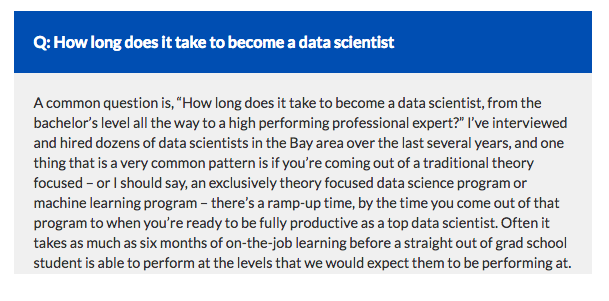 Q: How long does it take to become a data scientist
A common question is, “How long does it take to become a data scientist, from the
bachelor’s level all the way to a high performing professional expert?” I’ve interviewed
and hired dozens of data scientists in the Bay area over the last several years, and one
thing that is a very common pattern is if you’re coming out of a traditional theory
focused – or I should say, an exclusively theory focused data science program or
machine learning program – there’s a ramp-up time, by the time you come out of that
program to when you’re ready to be fully productive as a top data scientist. Often it
takes as much as six months of on-the-job learning before a straight out of grad school
student is able to perform at the levels that we would expect them to be performing at.